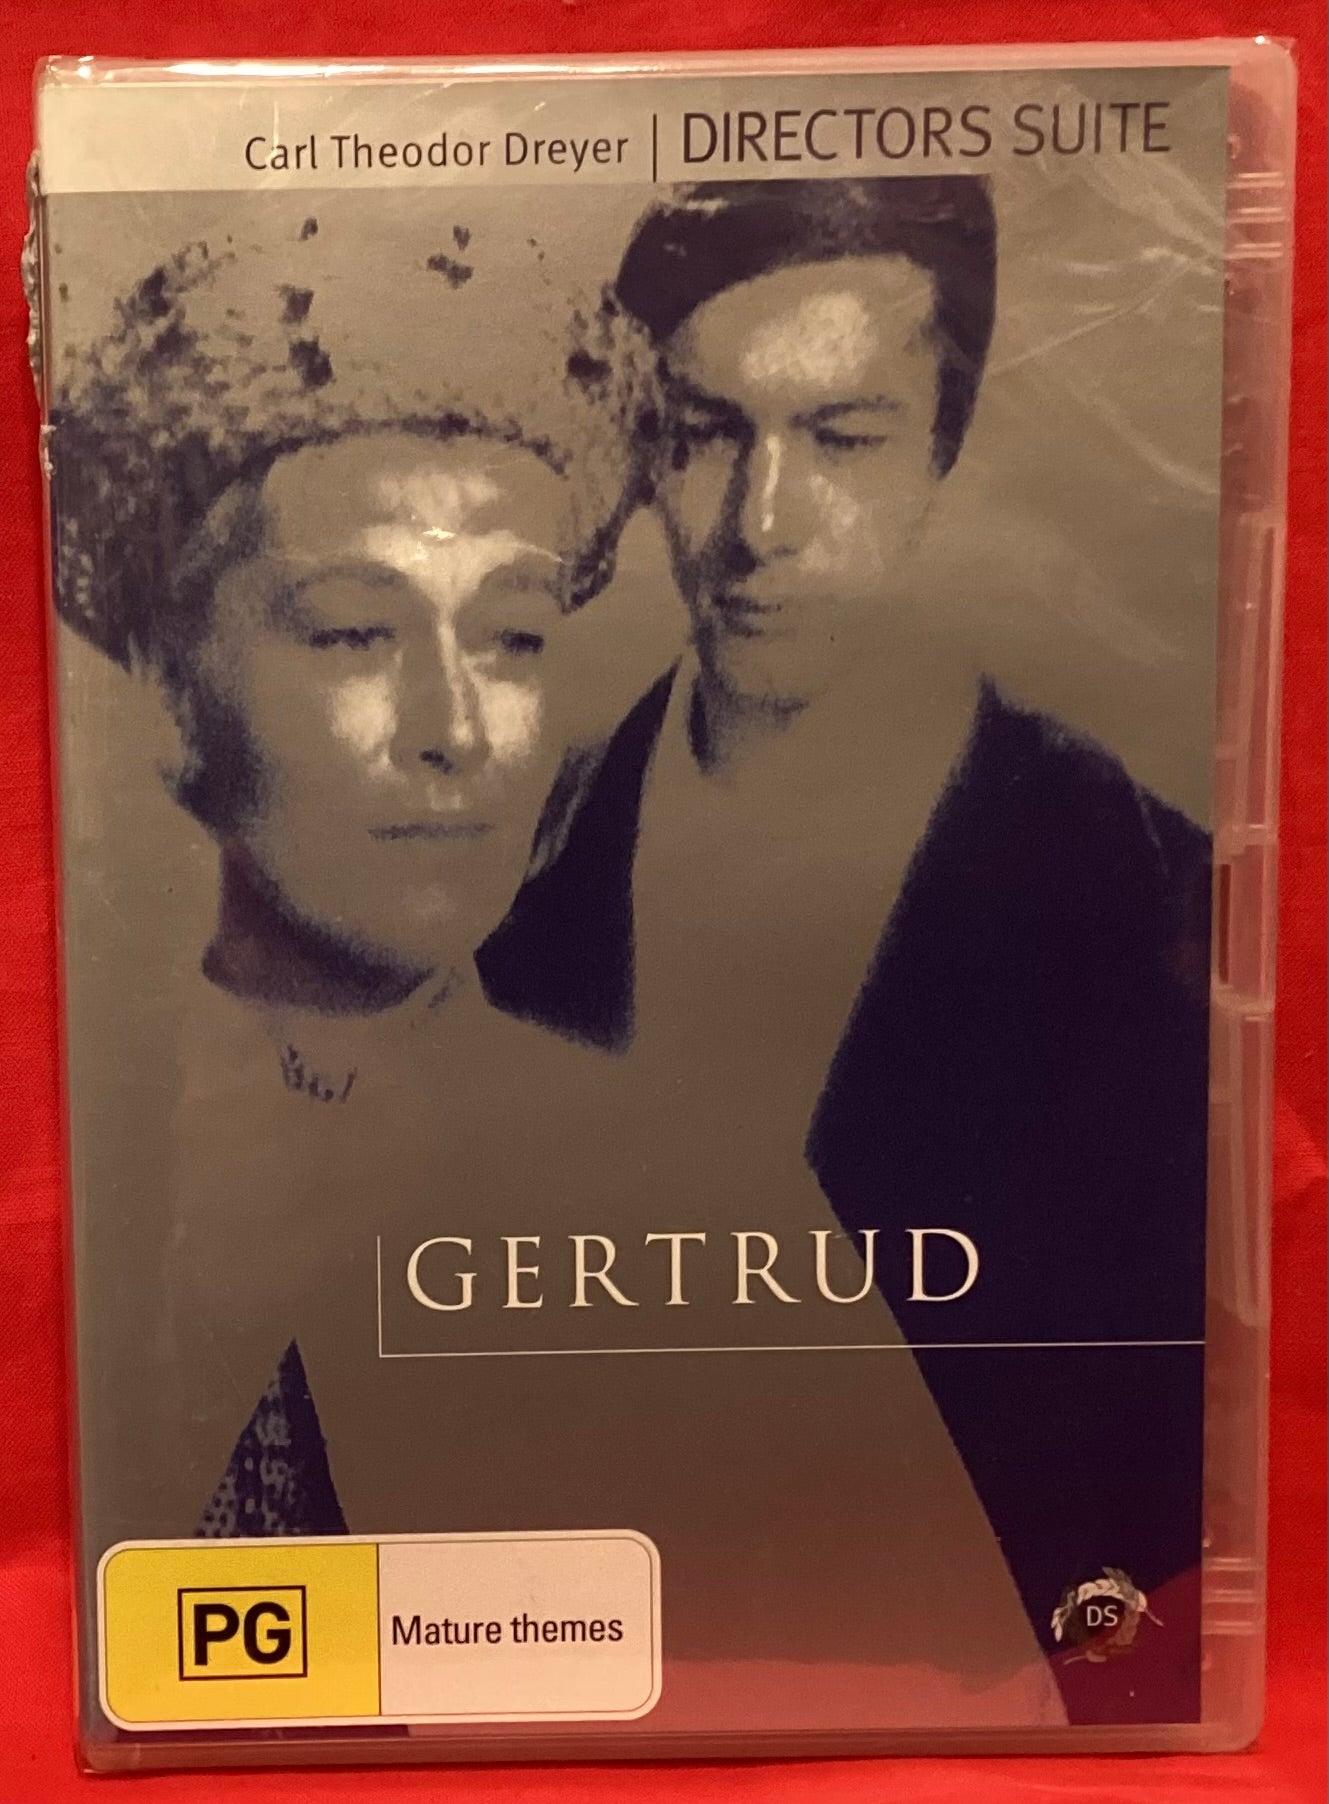 Carl Theodor Dreyer | DIRECTORS SUITE
GERTRUD
PG Mature themes
DS